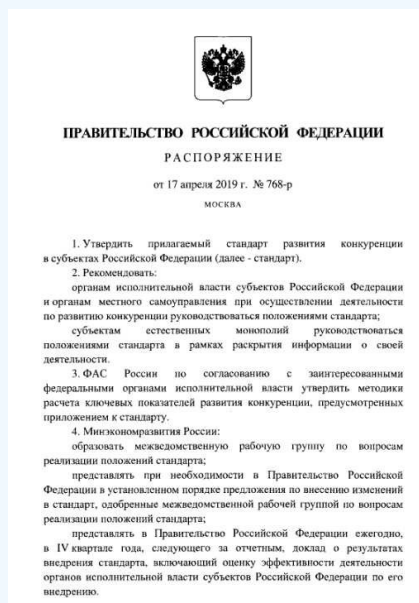 ПРАВИТЕЛЬСТВО РОССИЙСКОЙ ФЕДЕРАЦИИ
РАСПОРЯЖЕНИЕ
от 17 апреля 2019 г. № 768-р
МОСКВА
1. Утвердить прилагаемый стандарт развития конкуренции
в субъектах Российской Федерации (далее - стандарт).
2. Рекомендовать:
органам исполнительной власти субъектов Российской Федерации
и органам местного самоуправления при осуществлении деятельности
по развитию конкуренции руководствоваться положениями стандарта;
субъектам естественных монополий руководствоваться
положениями стандарта в рамках раскрытия информации о своей
деятельности.
3. ФАС России по согласованию с заинтересованными
федеральными органами исполнительной власти утвердить методики
расчета ключевых показателей развития конкуренции, предусмотренных
приложением к стандарту.
4. Минэкономразвития России:
образовать межведомственную рабочую группу по вопросам
реализации положений стандарта;
представлять при необходимости в Правительство Российской
Федерации в установленном порядке предложения по внесению изменений
в стандарт, одобренные межведомственной рабочей группой по вопросам
реализации положений стандарта;
представлять в Правительство Российской Федерации ежегодно,
в IV квартале года, следующего за отчетным, доклад о результатах
внедрения стандарта, включающий оценку эффективности деятельности
органов исполнительной власти субъектов Российской Федерации по его
внедрению.